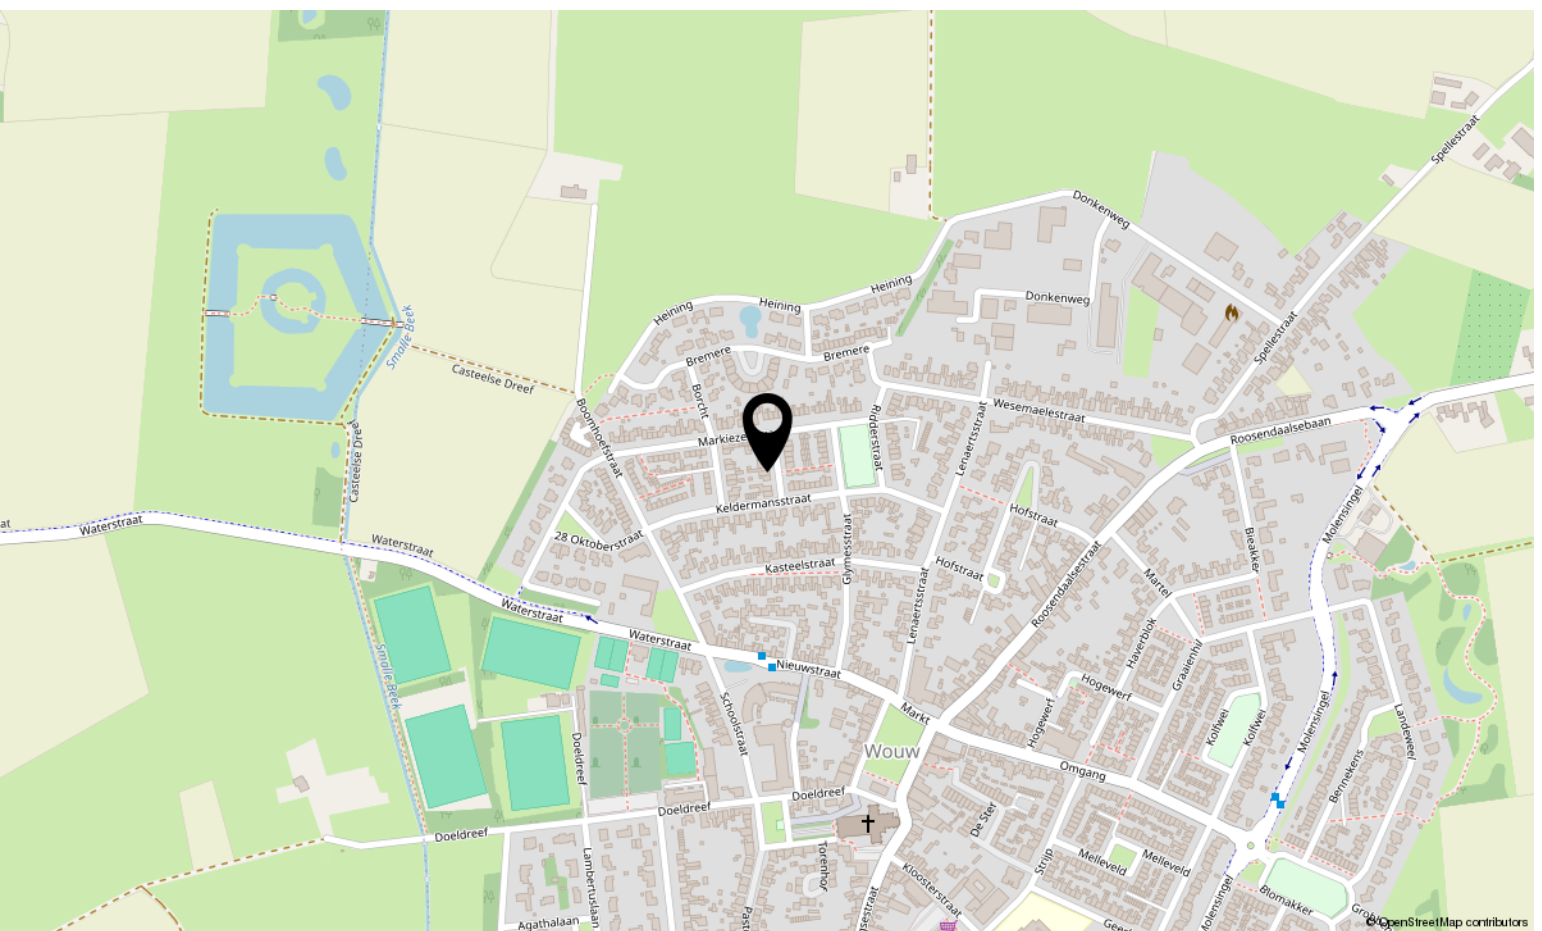 Spellestraat
Donkenweg
Heining
Heining
Heining
Donkenweg
Smalle Beek
Spellestraat
Bremere
Bremere
Casteelse Dreef
Borcht
Boomhoefstraat
Ridderstraat
Wesemaelestraat
Lenaertsstraat
Roosendaalsebaan
Casteelse Dreef
Keldermansstraat
Waterstraat
Waterstraat
28 Oktoberstraat
Hofstraat
Molensingel
Bieakker
Glymesstraat
Kasteelstraat
Hofstraat
Roosendaalsestraat
Martel
Lenaertsstraat
Waterstraat
Waterstraat
Nieuwstraat
Haverblok
Graaienhil
Smalle Beek
Schoolstraat
Markt
Hogewerf
Hogewerf
Kolfwei
Kolfwei
Molensingel
Landeweel
Wouw
Doeldreef
Omgang
Bennekens
Doeldreef
Doeldreef
Doeldreef
De Ster
Strijp
Melleveld
Melleveld
Torenhof
Kloosterstraat
Lambertuslaan
Molensingel
Blomakker
Agathalaan
© OpenStreetMap contributors